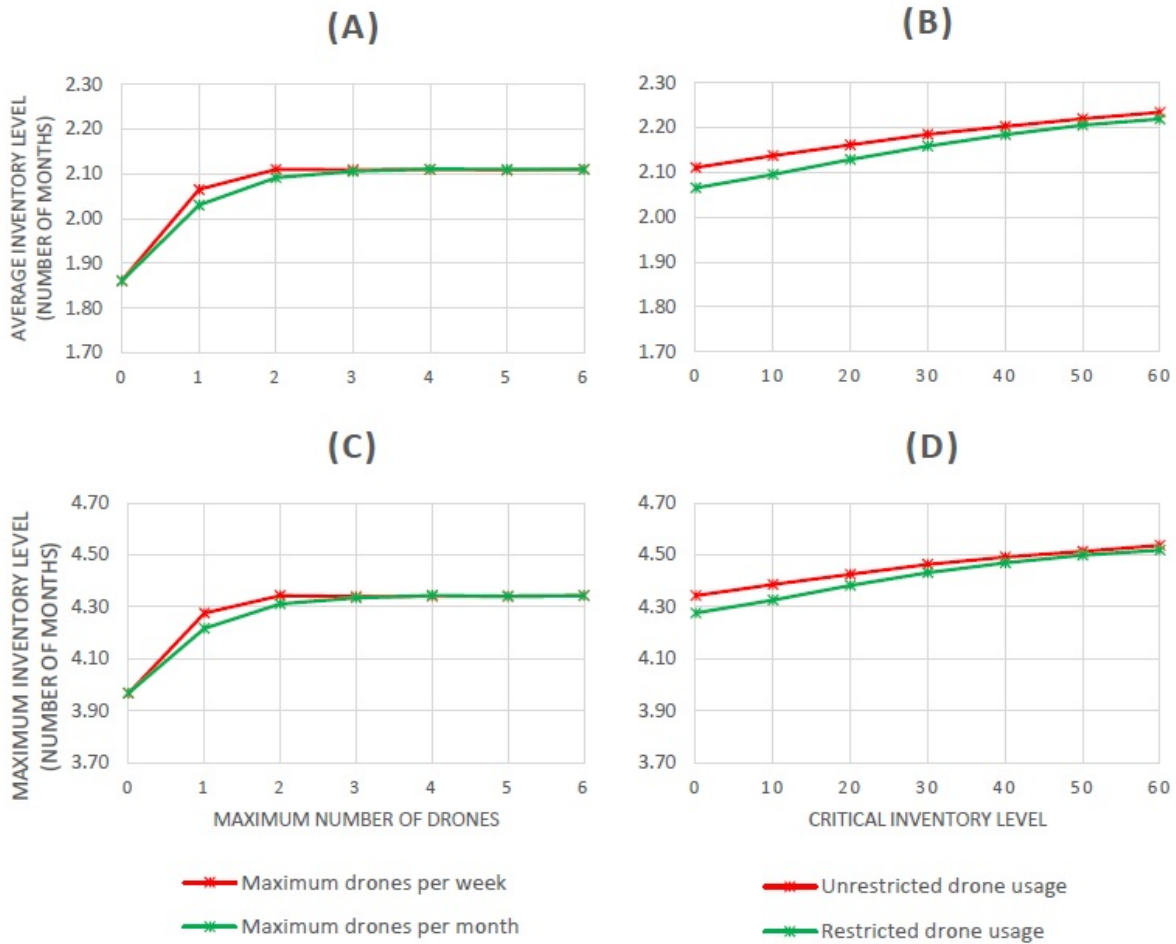 (A)
AVERAGE INVENTORY LEVEL
(NUMBER OF MONTHS)
2.30
2.20
2.10
2.00
1.90
1.80
1.70
0 1 2 3 4 5 6
(B)
2.30
2.20
2.10
2.00
1.90
1.80
1.70
0 10 20 30 40 50 60
(C)
MAXIMUM INVENTORY LEVEL
(NUMBER OF MONTHS)
4.70
4.50
4.30
4.10
3.90
3.70
0 1 2 3 4 5 6
MAXIMUM NUMBER OF DRONES
Maximum drones per week
Maximum drones per month
(D)
4.70
4.50
4.30
4.10
3.90
3.70
0 10 20 30 40 50 60
CRITICAL INVENTORY LEVEL
Unrestricted drone usage
Restricted drone usage